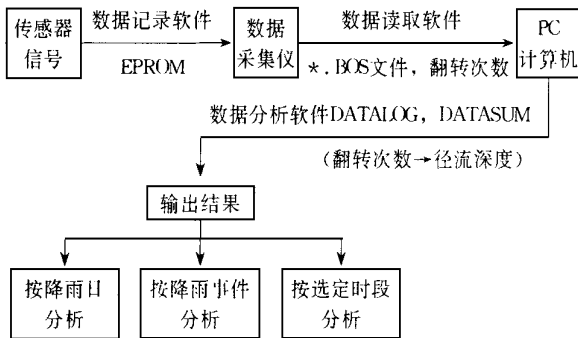 传感器
信号
数据记录软件
EPROM
数据
采集仪
数据读取软件
*.BOS文件，翻转次数
PC
计算机
数据分析软件DATALOG，DATASUM
（翻转次数→径流深度）
输出结果
按降雨日
分析
按降雨事件
分析
按选定时段
分析